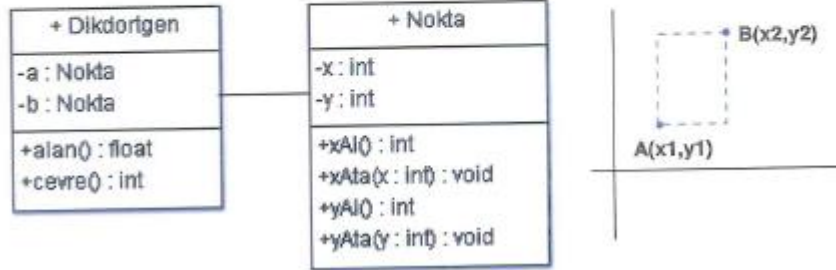 + Dikdortgen
-a : Nokta
-b : Nokta
+alan() : float
+cevre() : int
+ Nokta
-x : int
-y : int
+xAl() : int
+xAta(x : int) : void
+yAl() : int
+yAta(y : int) : void
B(x2,y2)
A(x1,y1)